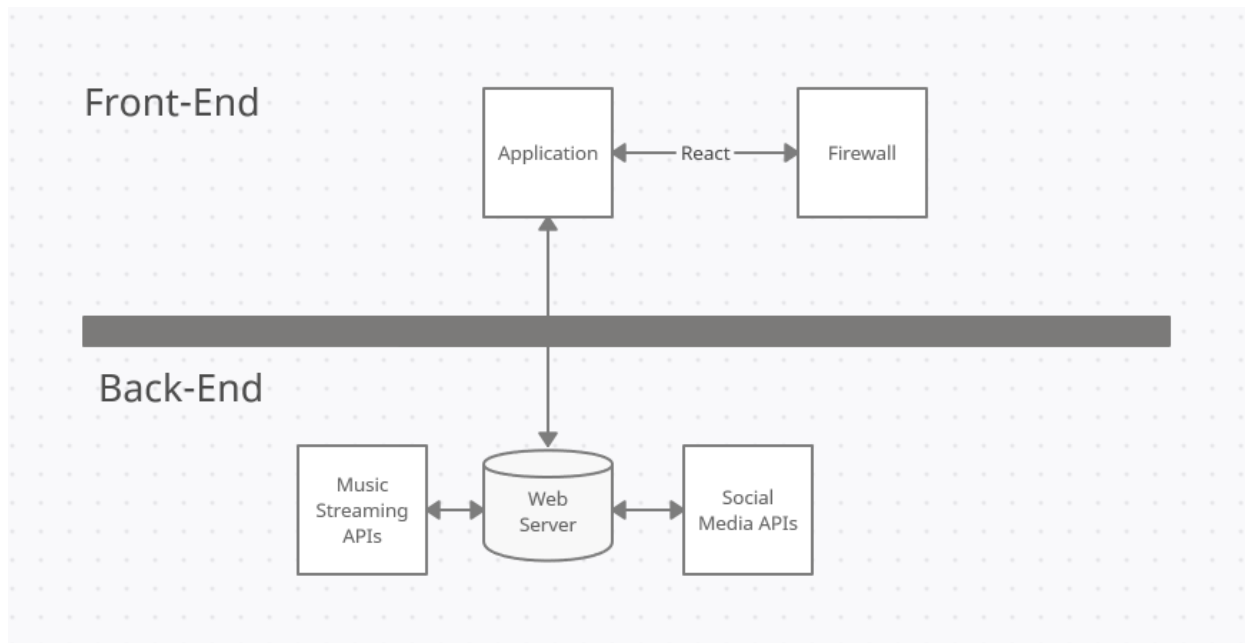 Front-End
Application
React
Firewall
Back-End
Music
Streaming
APIs
Web
Server
Social
Media APIs